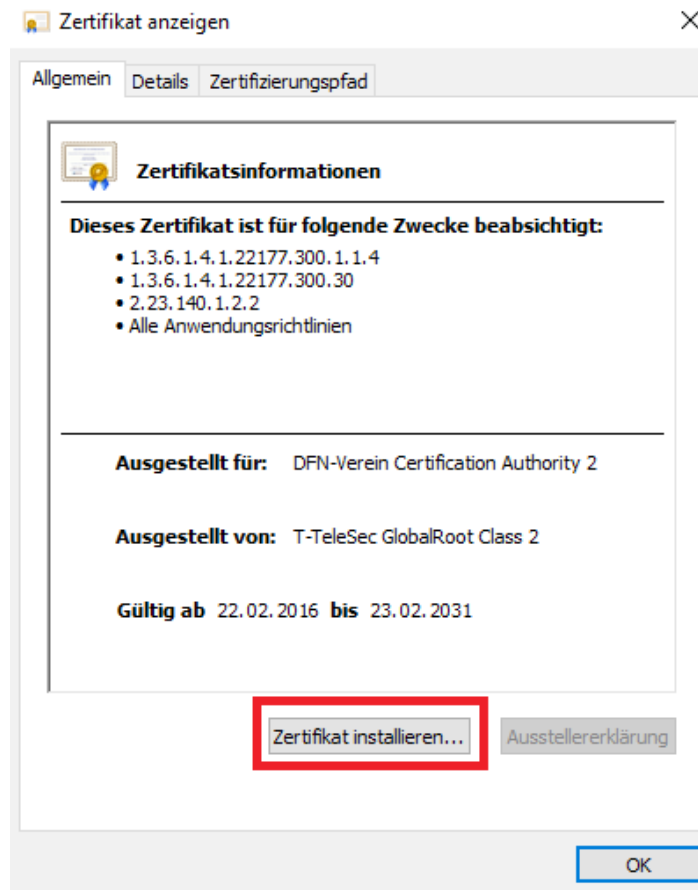 Zertifikat anzeigen
Allgemein Details Zertifizierungspfad
Zertifikatsinformationen
Dieses Zertifikat ist für folgende Zwecke beabsichtigt:
• 1.3.6.1.4.1.22177.300.1.1.4
• 1.3.6.1.4.1.22177.300.30
• 2.23.140.1.2.2
• Alle Anwendungsrichtlinien
Ausgestellt für: DFN-Verein Certification Authority 2
Ausgestellt von: T-TeleSec GlobalRoot Class 2
Gültig ab 22.02.2016 bis 23.02.2031
Zertifikat installieren... Ausstellererklärung
OK